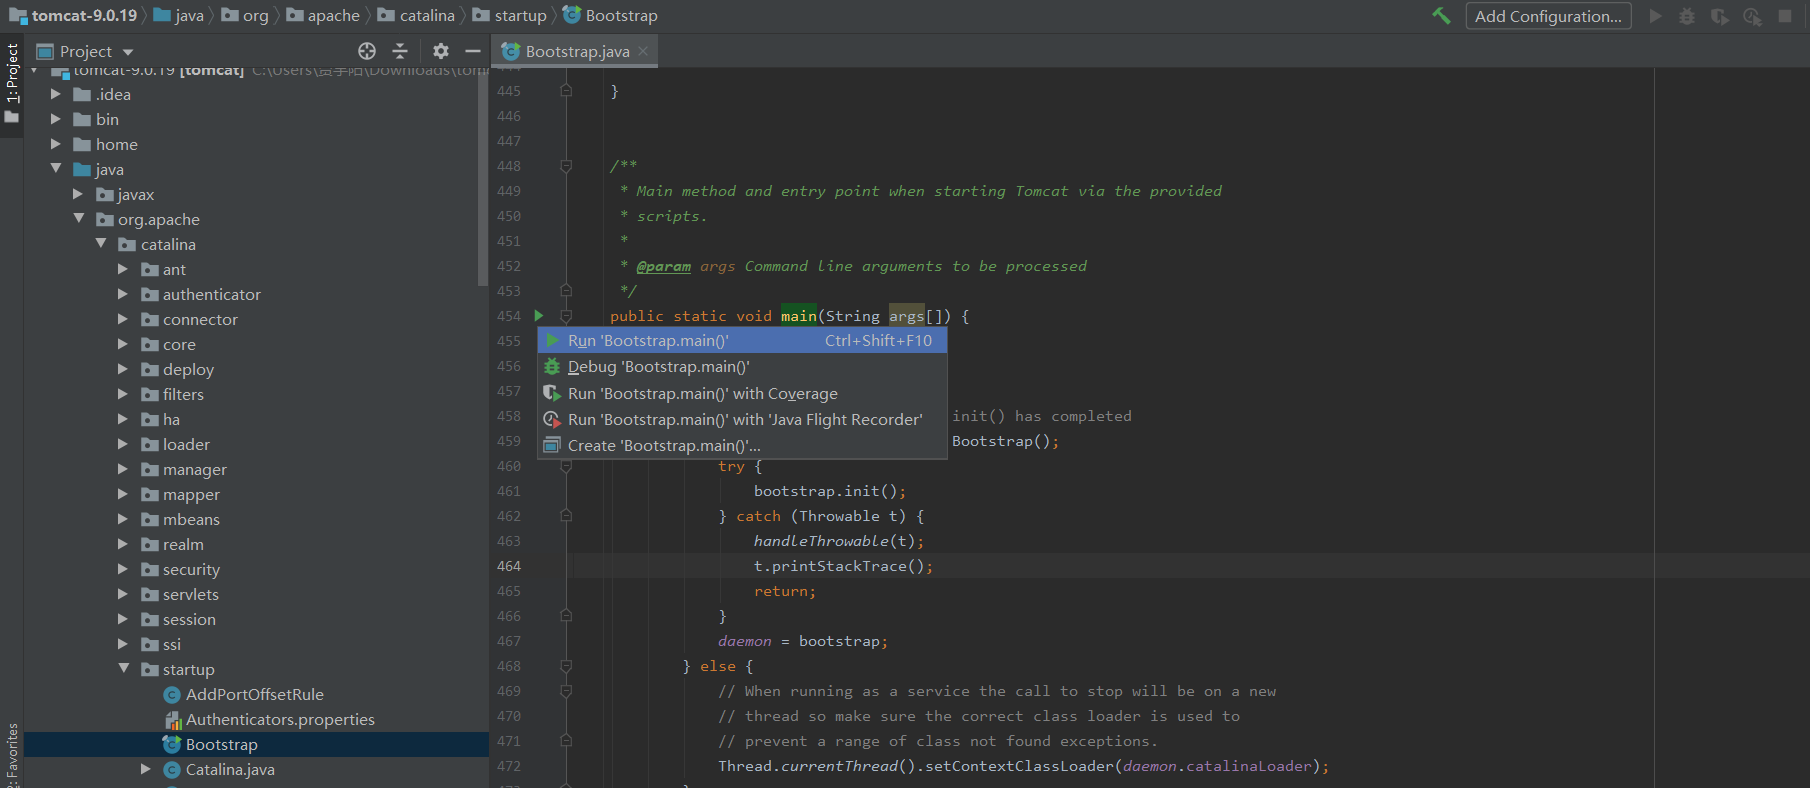 tomcat-9.0.19 java org apache catalina startup Bootstrap Add Configuration...
Project Bootstrap.java
1: Project
tomcat-9.0.19 [tomcat]
.idea
bin
home
java
javax
org.apache
catalina
ant
authenticator
connector
core
deploy
filters
ha
loader
manager
mapper
mbeans
realm
security
servlets
session
ssi
startup
AddPortOffsetRule
Authenticators.properties
Bootstrap
Catalina.java
Favorites
445 }
446
447
448 /**
449 * Main method and entry point when starting Tomcat via the provided
450 * scripts.
451 *
452 * @param args Command line arguments to be processed
453 */
454 public static void main(String args[]) {
455
456
457
458 init() has completed
459 Bootstrap();
Run 'Bootstrap.main()' Ctrl+Shift+F10
Debug 'Bootstrap.main()'
Run 'Bootstrap.main()' with Coverage
Run 'Bootstrap.main()' with 'Java Flight Recorder'
Create 'Bootstrap.main()'...
460 try {
461 bootstrap.init();
462 } catch (Throwable t) {
463 handleThrowable(t);
464 t.printStackTrace();
465 return;
466 }
467 daemon = bootstrap;
468 } else {
469 // When running as a service the call to stop will be on a new
470 // thread so make sure the correct class loader is used to
471 // prevent a range of class not found exceptions.
472 Thread.currentThread().setContextClassLoader(daemon.catalinaLoader);